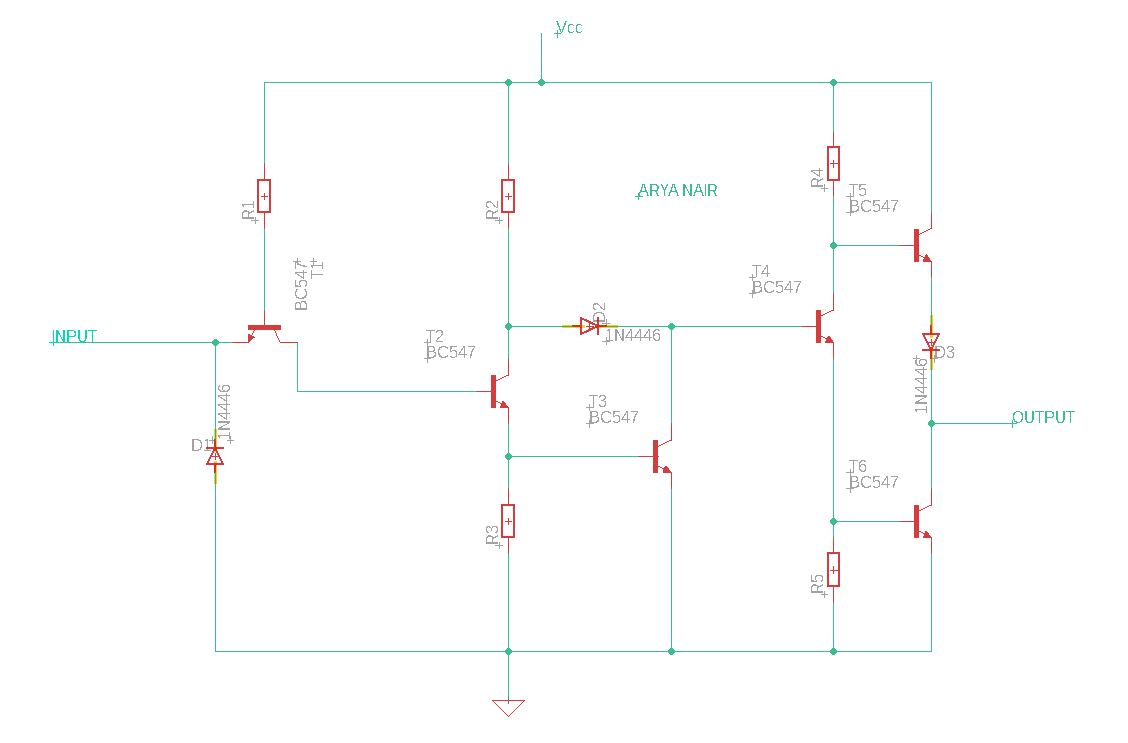 Vcc
ARYA NAIR
R1
R2
R4
T5
BC547
BC547
T1
T4
BC547
D2
1N4446
INPUT
T2
BC547
D3
1N4446
1N4446
D1
T3
BC547
OUTPUT
T6
BC547
R3
R5